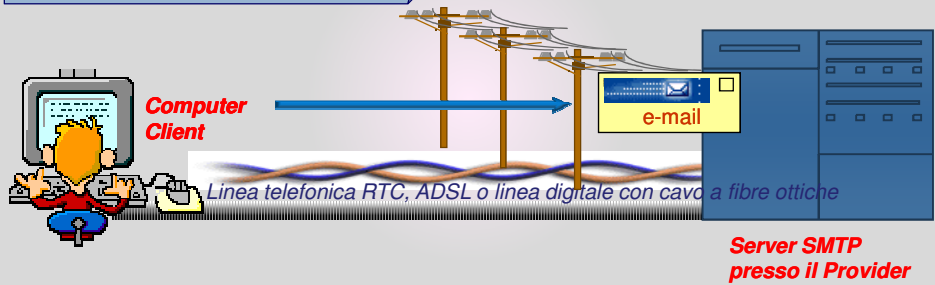 Computer
Client
e-mail
Linea telefonica RTC, ADSL o linea digitale con cavo a fibre ottiche
Server SMTP
presso il Provider